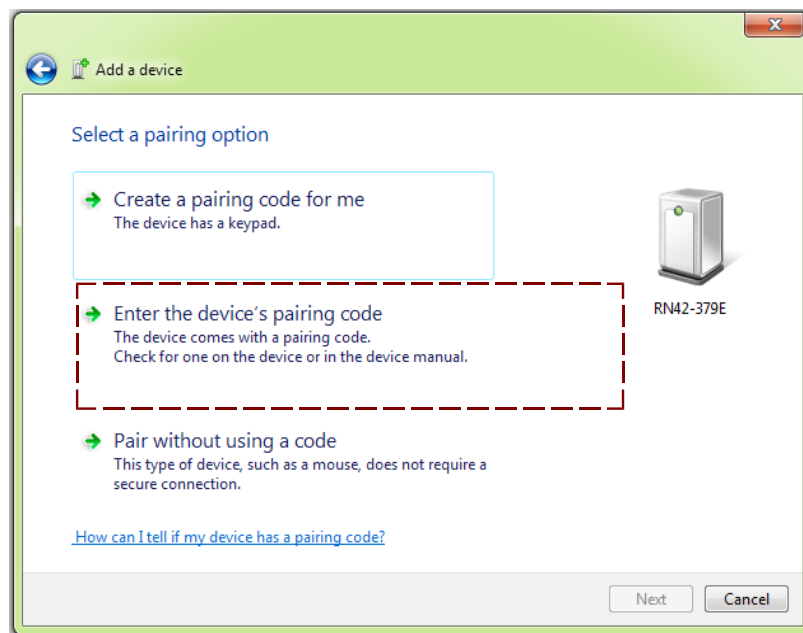 Add a device
Select a pairing option
Create a pairing code for me
The device has a keypad.
Enter the device's pairing code
The device comes with a pairing code.
Check for one on the device or in the device manual.
RN42-379E
Pair without using a code
This type of device, such as a mouse, does not require a
secure connection.
How can I tell if my device has a pairing code?
Next
Cancel